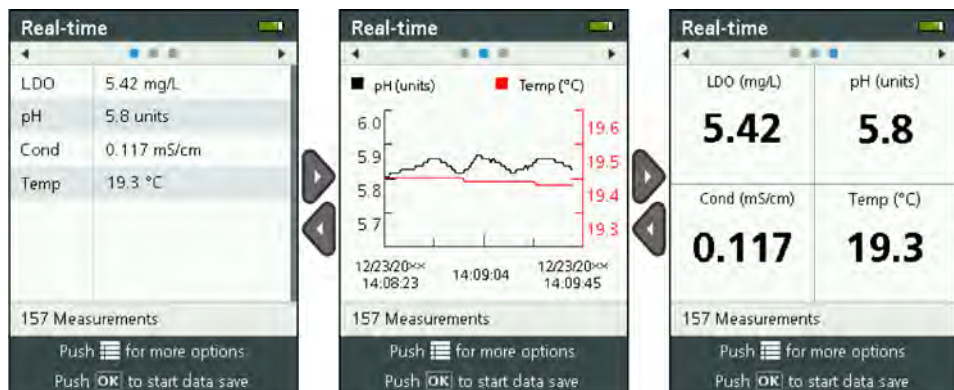 Real-time
LDO 5.42 mg/L
pH 5.8 units
Cond 0.117 mS/cm
Temp 19.3 °C
157 Measurements
Push for more options
Push OK to start data save
Real-time
pH (units) Temp (°C)
6.0 19.6
5.9 19.5
5.8 19.4
5.7 19.3
12/23/20×× 14:09:04 12/23/20××
14:08:23 14:09:45
157 Measurements
Push for more options
Push OK to start data save
Real-time
LDO (mg/L) pH (units)
5.42 5.8
Cond (mS/cm) Temp (°C)
0.117 19.3
157 Measurements
Push for more options
Push OK to start data save